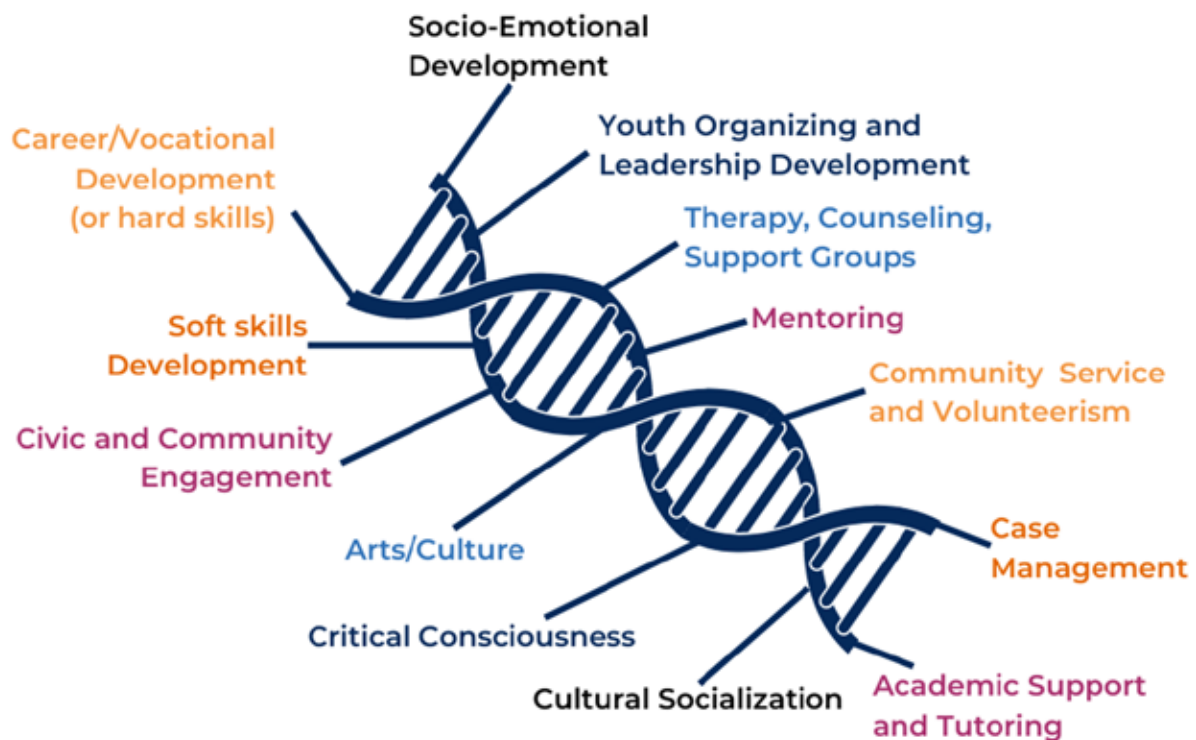 Socio-Emotional
Development
Career/Vocational
Development
(or hard skills)
Youth Organizing and
Leadership Development
Therapy, Counseling,
Support Groups
Soft skills
Development
Mentoring
Community Service
and Volunteerism
Civic and Community
Engagement
Arts/Culture
Case
Management
Critical Consciousness
Cultural Socialization
Academic Support
and Tutoring